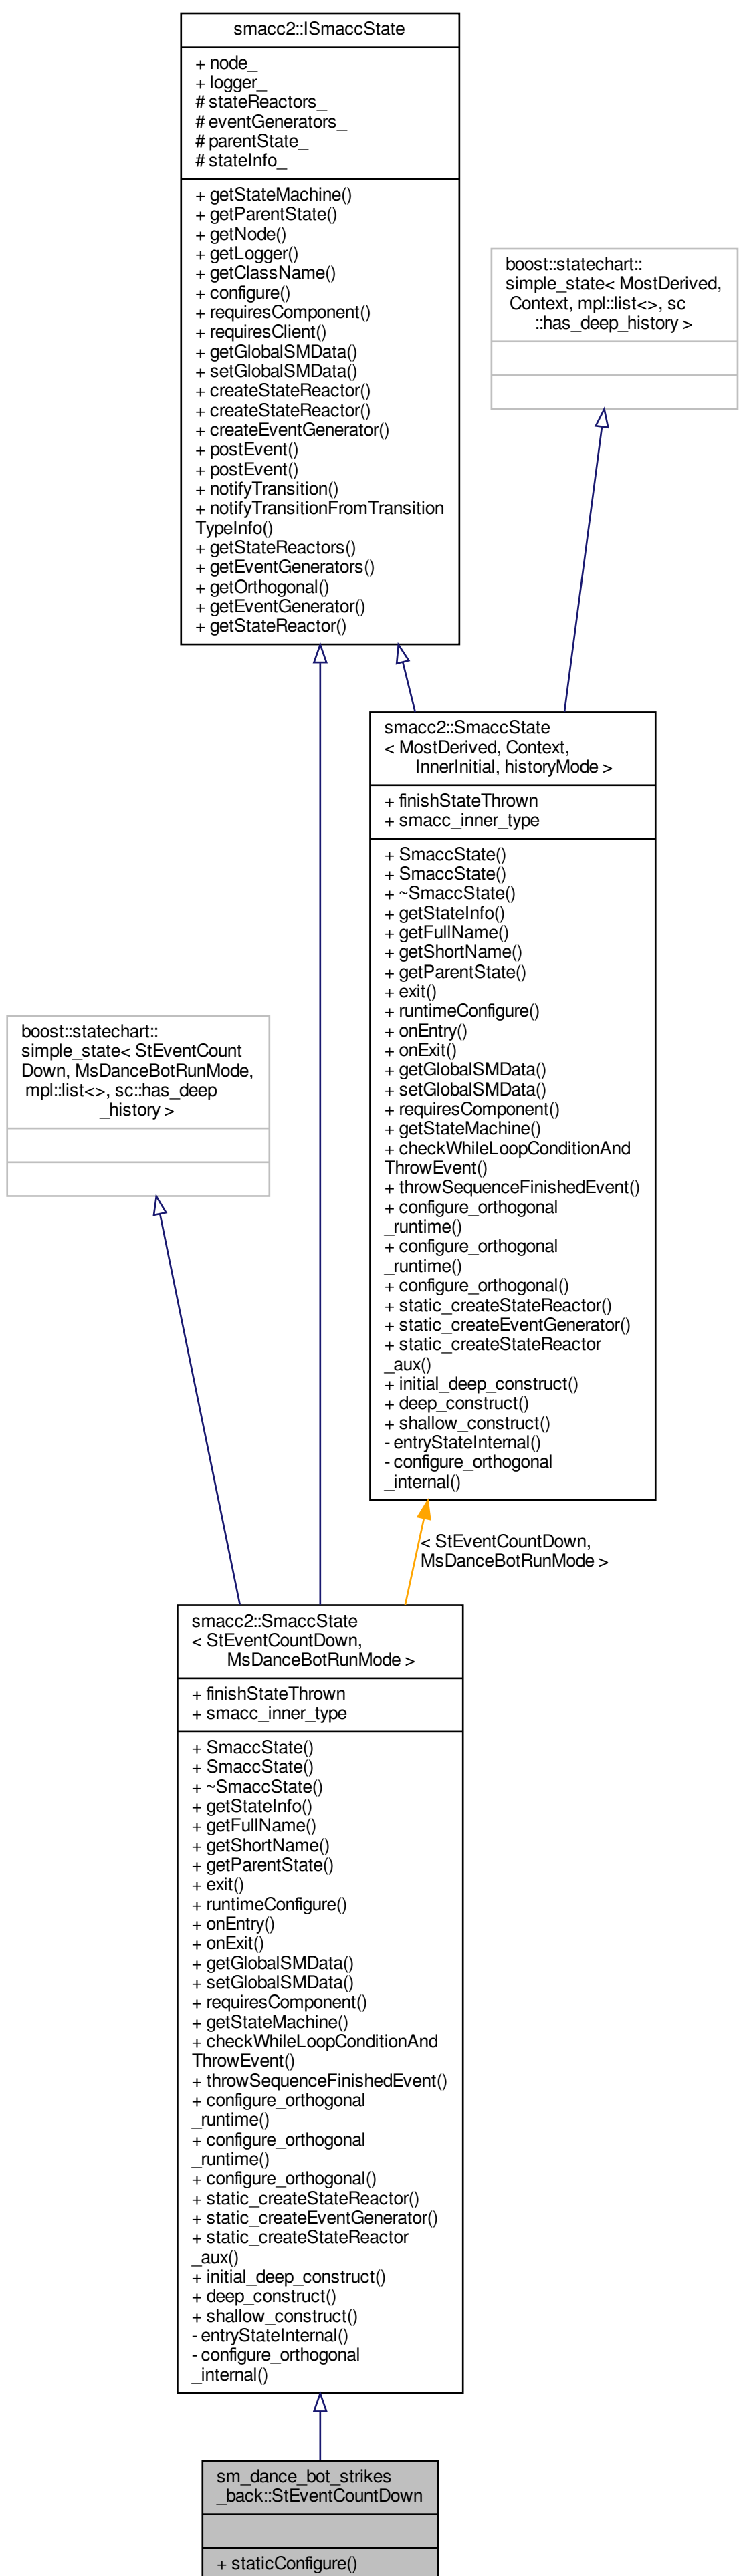 smacc2::ISmaccState
+ node_
+ logger_
# stateReactors_
# eventGenerators_
# parentState_
# stateInfo_
+ getStateMachine()
+ getParentState()
+ getNode()
+ getLogger()
+ getClassName()
+ configure()
+ requiresComponent()
+ requiresClient()
+ getGlobalSMData()
+ setGlobalSMData()
+ createStateReactor()
+ createStateReactor()
+ createEventGenerator()
+ postEvent()
+ postEvent()
+ notifyTransition()
+ notifyTransitionFromTransition
TypeInfo()
+ getStateReactors()
+ getEventGenerators()
+ getOrthogonal()
+ getEventGenerator()
+ getStateReactor()
boost::statechart::
simple_state< MostDerived,
Context, mpl::list<>, sc
::has_deep_history >
smacc2::SmaccState
< MostDerived, Context,
InnerInitial, historyMode >
+ finishStateThrown
+ smacc_inner_type
+ SmaccState()
+ SmaccState()
+ ~SmaccState()
+ getStateInfo()
+ getFullName()
+ getShortName()
+ getParentState()
+ exit()
+ runtimeConfigure()
+ onEntry()
+ onExit()
+ getGlobalSMData()
+ setGlobalSMData()
+ requiresComponent()
+ getStateMachine()
+ checkWhileLoopConditionAnd
ThrowEvent()
+ throwSequenceFinishedEvent()
+ configure_orthogonal
_runtime()
+ configure_orthogonal
_runtime()
+ configure_orthogonal()
+ static_createStateReactor()
+ static_createEventGenerator()
+ static_createStateReactor
_aux()
+ initial_deep_construct()
+ deep_construct()
+ shallow_construct()
- entryStateInternal()
- configure_orthogonal
_internal()
boost::statechart::
simple_state< StEventCount
Down, MsDanceBotRunMode,
mpl::list<>, sc::has_deep
_history >
< StEventCountDown,
MsDanceBotRunMode >
smacc2::SmaccState
< StEventCountDown,
MsDanceBotRunMode >
+ finishStateThrown
+ smacc_inner_type
+ SmaccState()
+ SmaccState()
+ ~SmaccState()
+ getStateInfo()
+ getFullName()
+ getShortName()
+ getParentState()
+ exit()
+ runtimeConfigure()
+ onEntry()
+ onExit()
+ getGlobalSMData()
+ setGlobalSMData()
+ requiresComponent()
+ getStateMachine()
+ checkWhileLoopConditionAnd
ThrowEvent()
+ throwSequenceFinishedEvent()
+ configure_orthogonal
_runtime()
+ configure_orthogonal
_runtime()
+ configure_orthogonal()
+ static_createStateReactor()
+ static_createEventGenerator()
+ static_createStateReactor
_aux()
+ initial_deep_construct()
+ deep_construct()
+ shallow_construct()
- entryStateInternal()
- configure_orthogonal
_internal()
sm_dance_bot_strikes
_back::StEventCountDown
+ staticConfigure()